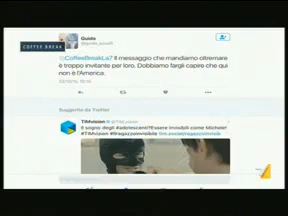 COFFEE BREAK
Guido
@CoffeeBreakLa7 Il messaggio che mandiamo oltremare
è troppo invitante per loro. Dobbiamo fargli capire che qui
non è l'America.
Suggerito da Twitter
TIMvision
Il sogno degli #adolescenti?Essere invisibili come Michele!
#TIMvision #Ilragazzoinvisibile